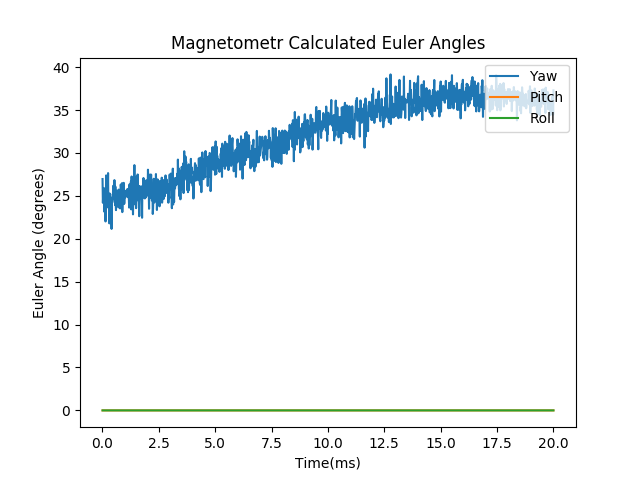 Magnetometr Calculated Euler Angles
40
35
30
25
20
15
10
5
0
Euler Angle (degrees)
Yaw
Pitch
Roll
0.0 2.5 5.0 7.5 10.0 12.5 15.0 17.5 20.0
Time(ms)